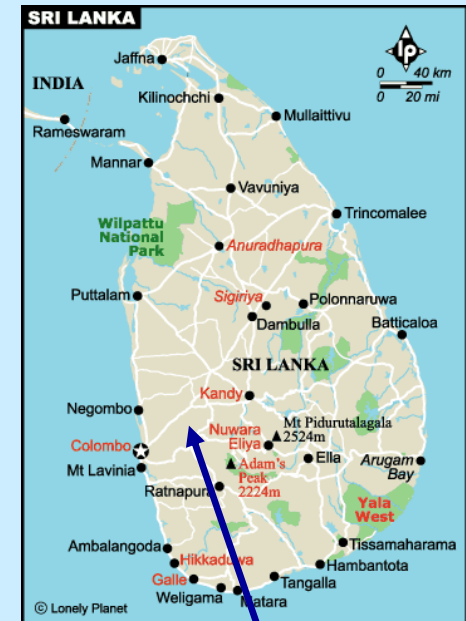 SRI LANKA
lp
0 40 km
0 20 mi
Jaffna
INDIA
Kilinochchi
Rameswaram
Mullaittivu
Mannar
Vavuniya
Trincomalee
Wilpattu
National
Park
Anuradhapura
Puttalam
Sigiriya
Polonnaruwa
Dambulla
Batticaloa
SRI LANKA
Kandy
Negombo
Mt Pidurutalagala
2524m
Nuwara
Eliya
Colombo
Mt Lavinia
Adam's
Peak
2224m
Ella
Arugam
Bay
Ratnapura
Yala
West
Ambalangoda
Tissamaharama
Hikkaduwa
Hambantota
Galle
Tangalla
Weligama
Matara
© Lonely Planet